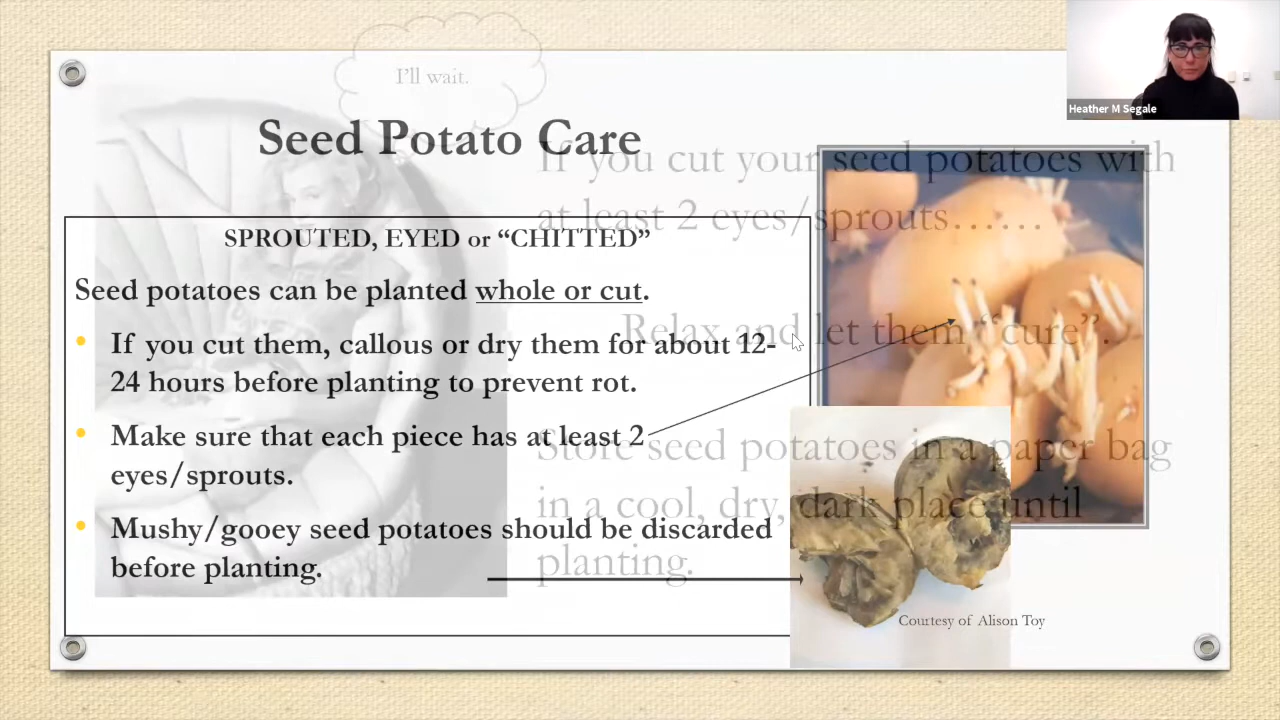 I'll wait.
Heather M Segale
Seed Potato Care
If you cut your seed potatoes with
at least 2 eyes/sprouts……
SPROUTED, EYED or “CHITTED”
Seed potatoes can be planted whole or cut.
Relax and let them “cure”.
If you cut them, callous or dry them for about 12-
24 hours before planting to prevent rot.
Make sure that each piece has at least 2
eyes/sprouts.
Store seed potatoes in a paper bag
in a cool, dry, dark place until
planting.
Mushy/gooey seed potatoes should be discarded
before planting.
Courtesy of Alison Toy